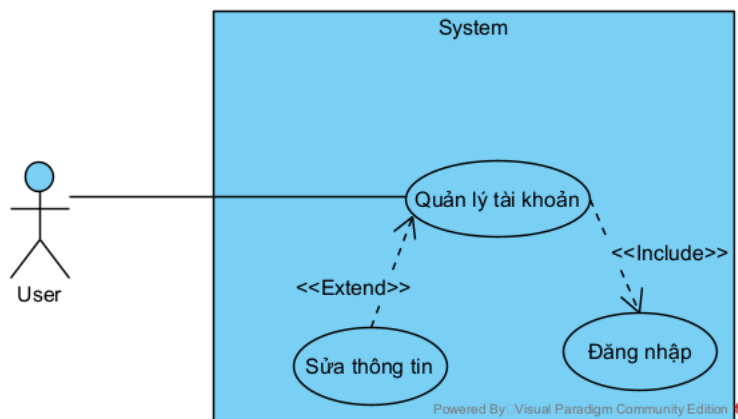 System
Quản lý tài khoản
<<Include>>
<<Extend>>
User
Sửa thông tin
Đăng nhập
Powered By Visual Paradigm Community Edition